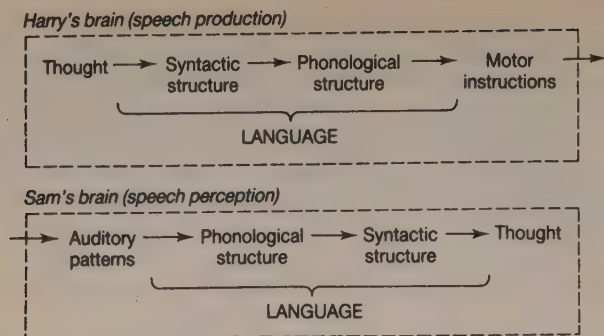 Harry's brain (speech production)
Thought Syntactic structure Phonological structure Motor instructions
LANGUAGE
Sam's brain (speech perception)
Auditory patterns Phonological structure Syntactic structure Thought
LANGUAGE